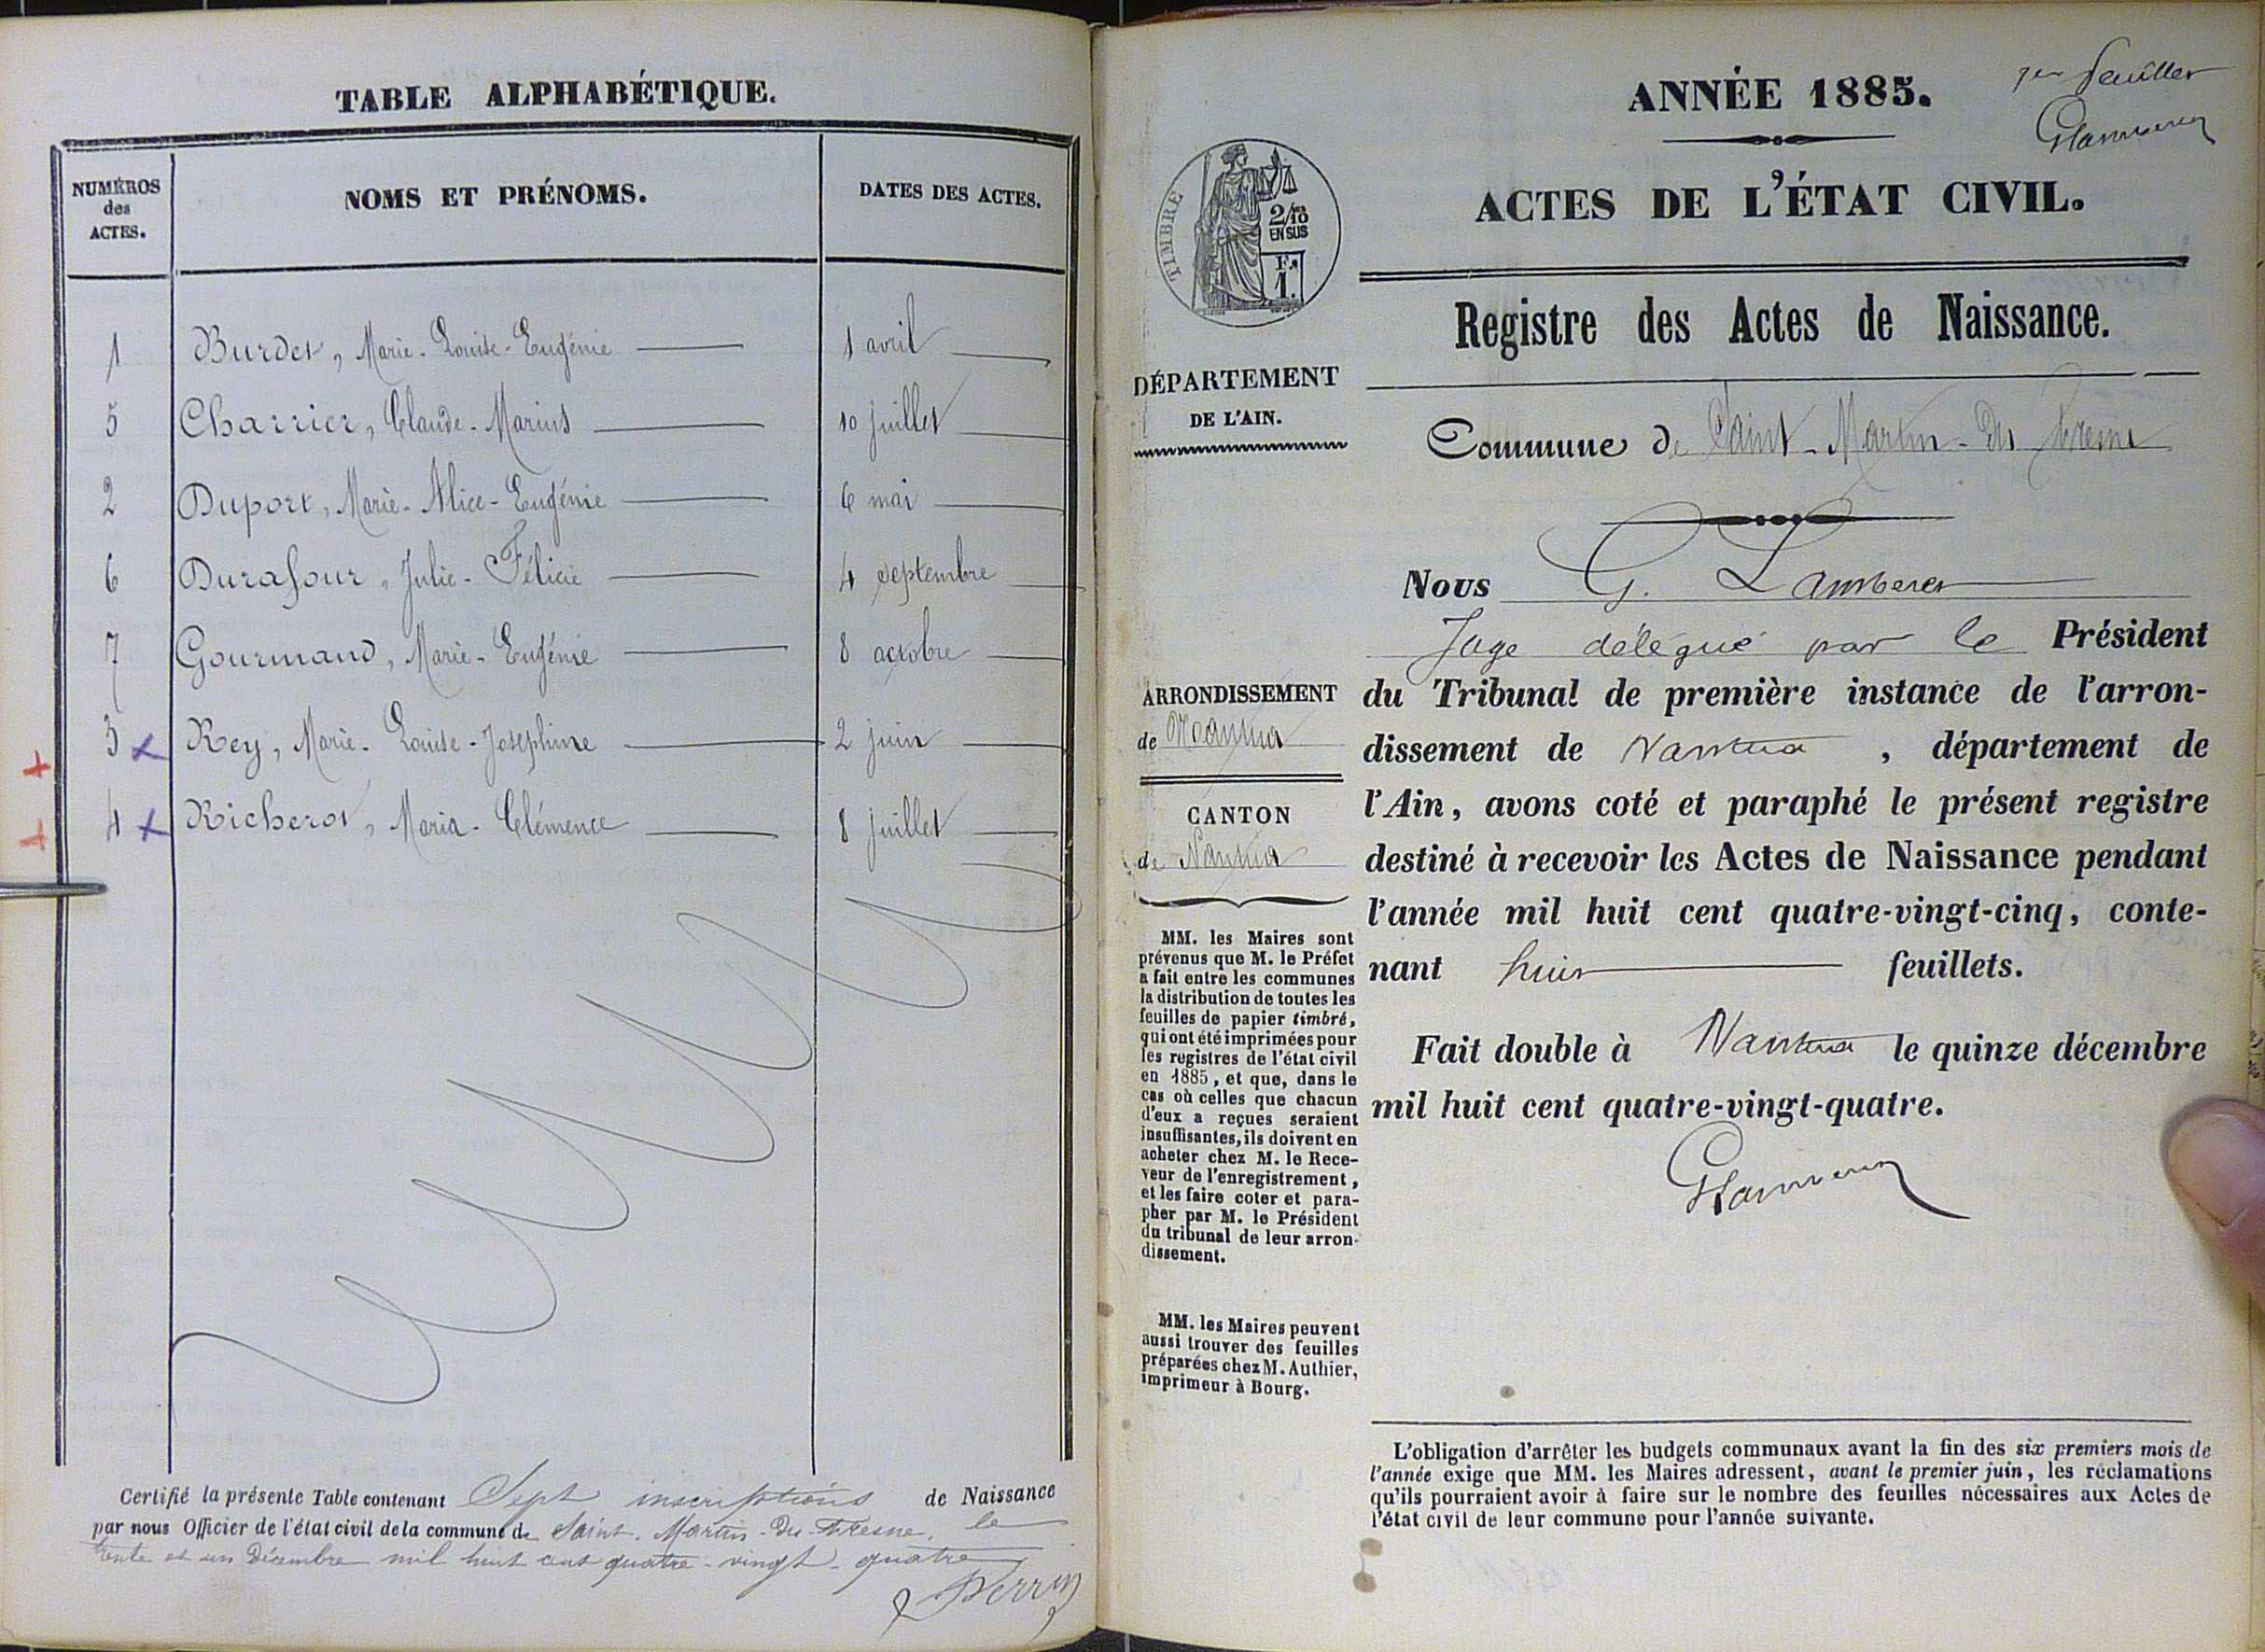 TABLE ALPHABÉTIQUE.
NUMÉROS
des
ACTES.
NOMS ET PRÉNOMS.
DATES DES ACTES.
1 Burdet, Marie-Louise-Eugénie 1 avril
5 Charrier, Claude-Marius 10 juillet
2 Duport, Marie-Alice-Eugénie 6 mai
6 Durafour, Julie-Félicie 4 septembre
7 Gourmand, Marie-Eugénie 8 octobre
3 Rey, Marie-Louise-Joséphine 2 juin
4 Richerot, Maria-Clémence 8 juillet
Certifié la présente Table contenant Sept inscriptions de Naissance
par nous Officier de l'état civil de la commune de Saint-Martin-du-Fresne, le
trente et un Décembre mil huit cent quatre-vingt-quatre
Perrin
ANNÉE 1885.
1er feuillet
ACTES DE L'ÉTAT CIVIL.
TIMBRE
2/10
EN SUS
F.
1.
Registre des Actes de Naissance.
DÉPARTEMENT
DE L'AIN.
Commune de Saint-Martin-du-Fresne
Nous G. Lambert
Juge délégué par le Président
du Tribunal de première instance de l'arron-
dissement de Nantua, département de
l'Ain, avons coté et paraphé le présent registre
destiné à recevoir les Actes de Naissance pendant
l'année mil huit cent quatre-vingt-cinq, conte-
nant huit feuillets.
Fait double à Nantua le quinze décembre
mil huit cent quatre-vingt-quatre.
ARRONDISSEMENT
de Nantua
CANTON
de Nantua
MM. les Maires sont
prévenus que M. le Préfet
a fait entre les communes
la distribution de toutes les
feuilles de papier timbré,
qui ont été imprimées pour
les registres de l'état civil
en 1885, et que, dans le
cas où celles que chacun
d'eux a reçues seraient
insuffisantes, ils doivent en
acheter chez M. le Rece-
veur de l'enregistrement,
et les faire coter et para-
pher par M. le Président
du tribunal de leur arron-
dissement.
MM. les Maires peuvent
aussi trouver des feuilles
préparées chez M. Authier,
imprimeur à Bourg.
L'obligation d'arrêter les budgets communaux avant la fin des six premiers mois de
l'année exige que MM. les Maires adressent, avant le premier juin, les réclamations
qu'ils pourraient avoir à faire sur le nombre des feuilles nécessaires aux Actes de
l'état civil de leur commune pour l'année suivante.